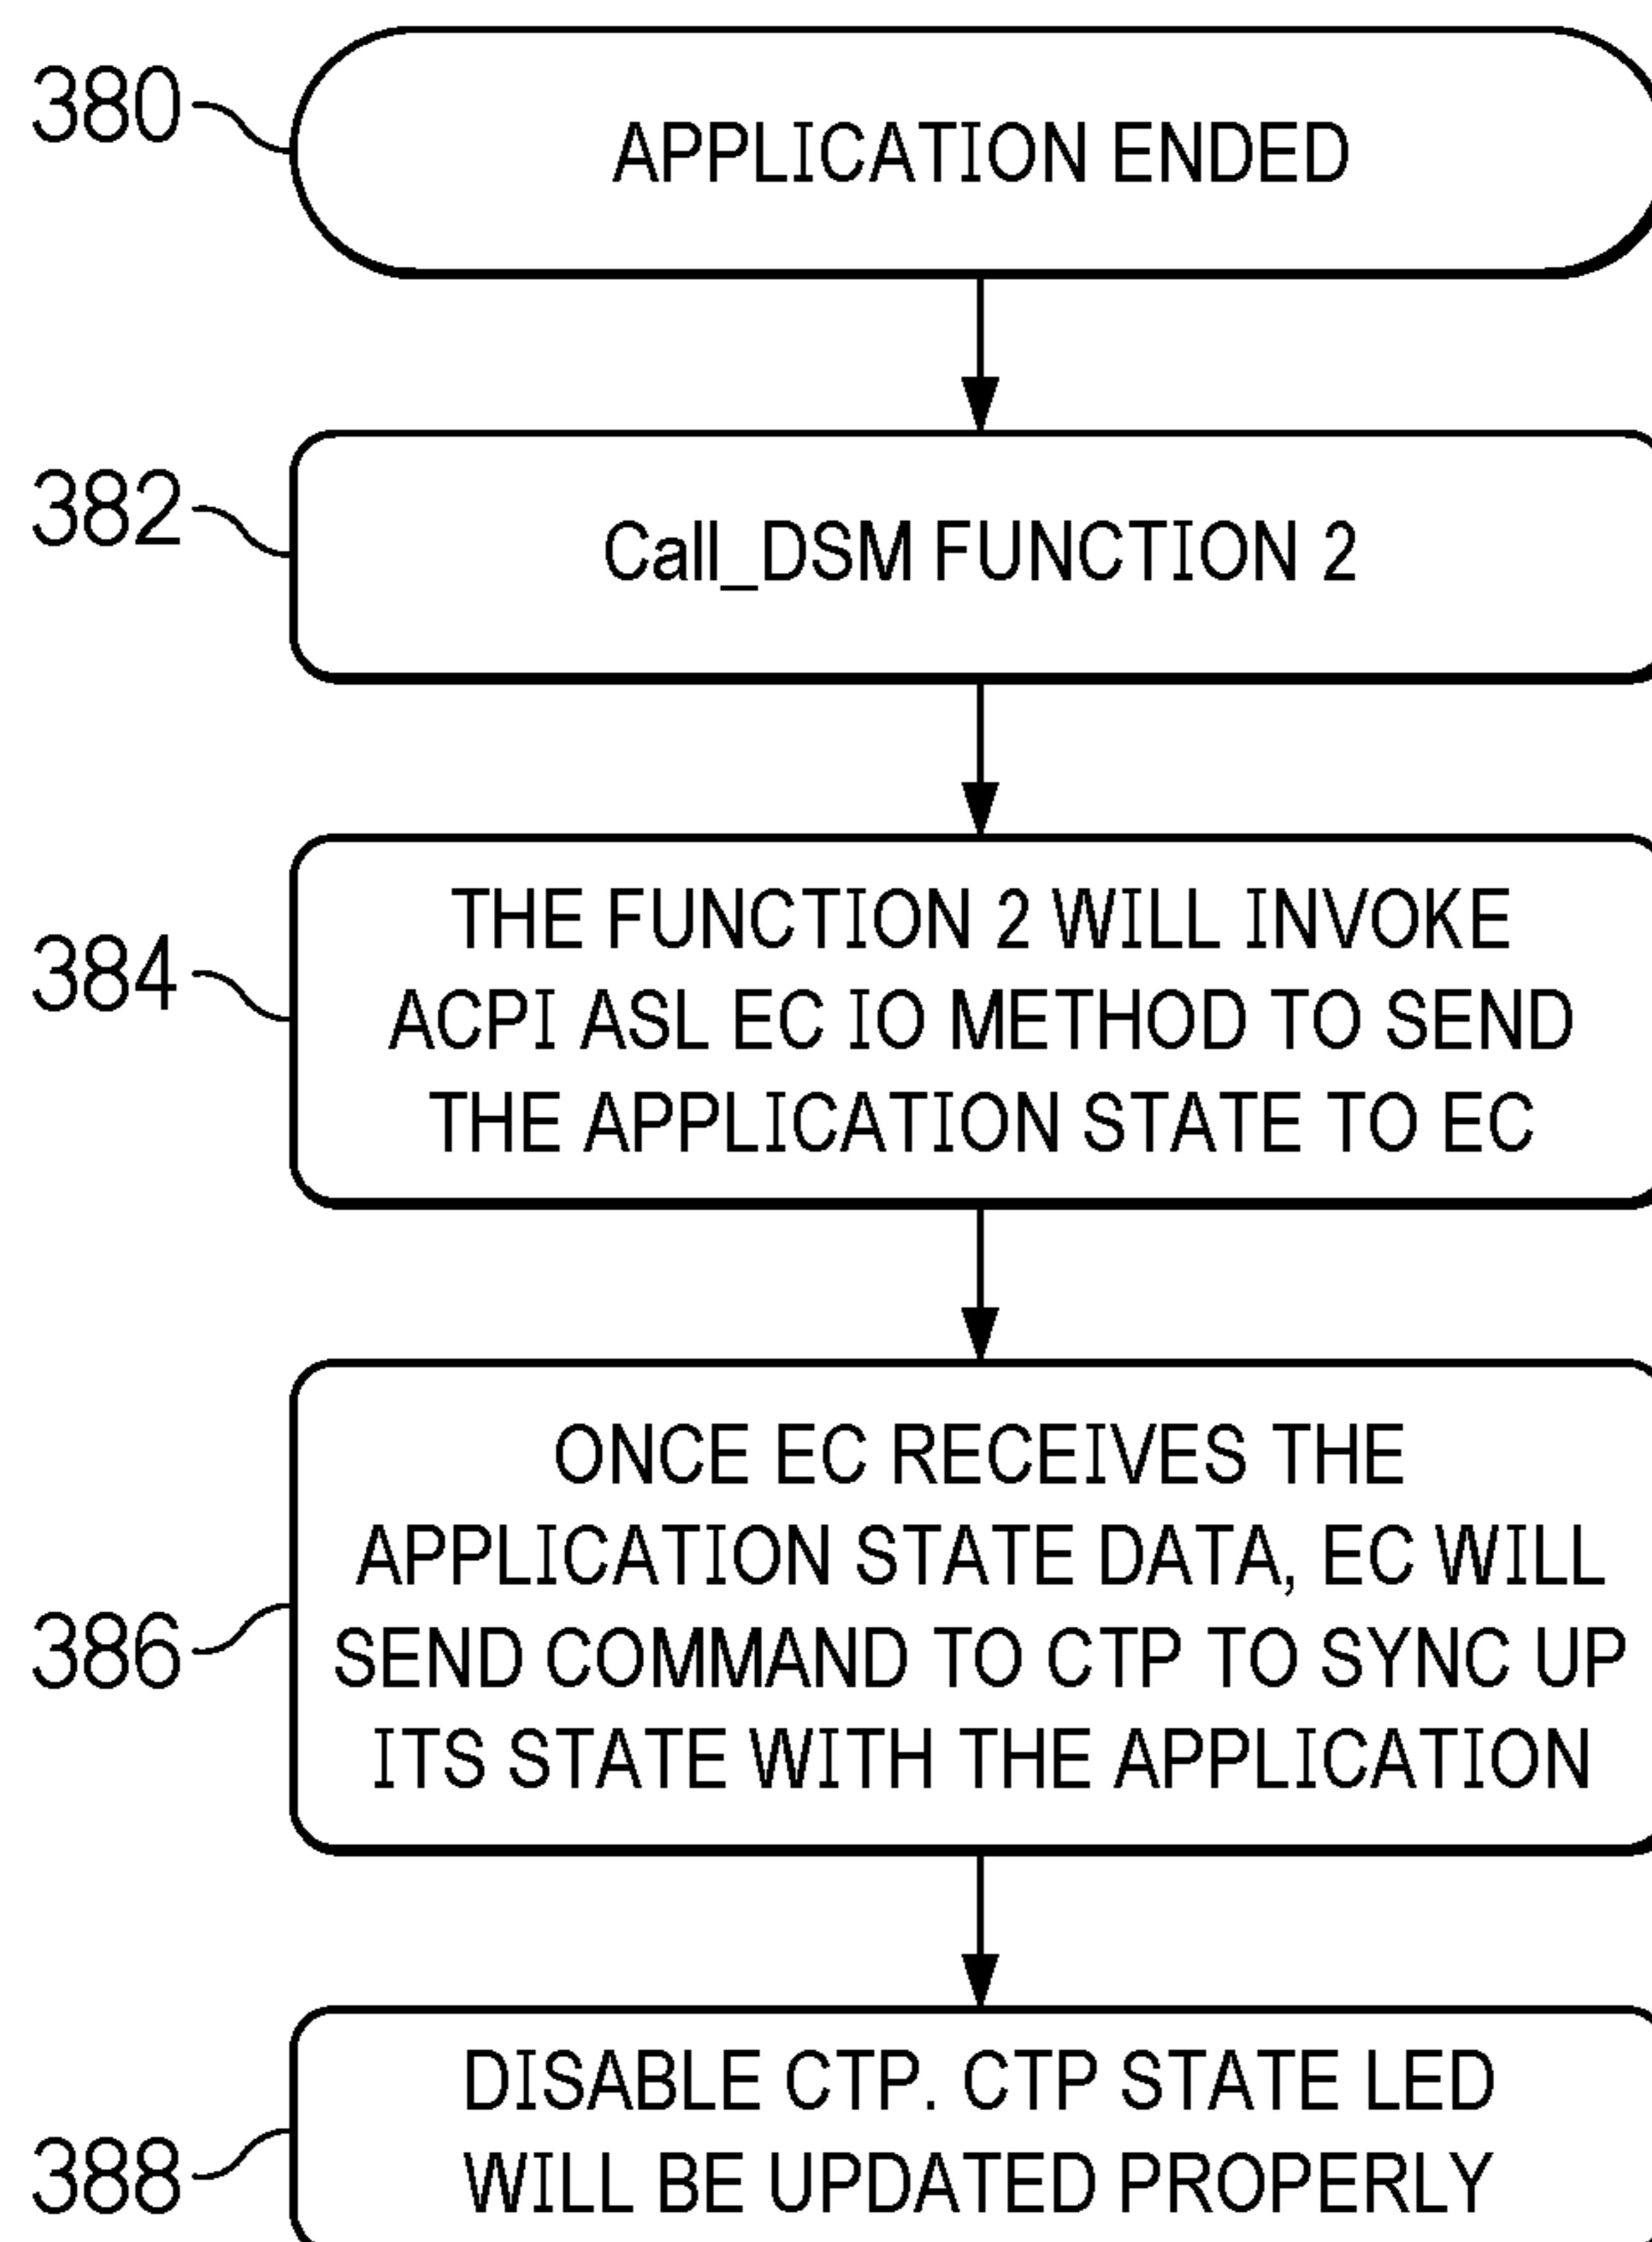 380
APPLICATION ENDED
382
Call_DSM FUNCTION 2
384
THE FUNCTION 2 WILL INVOKE
ACPI ASL EC IO METHOD TO SEND
THE APPLICATION STATE TO EC
386
ONCE EC RECEIVES THE
APPLICATION STATE DATA, EC WILL
SEND COMMAND TO CTP TO SYNC UP
ITS STATE WITH THE APPLICATION
388
DISABLE CTP. CTP STATE LED
WILL BE UPDATED PROPERLY